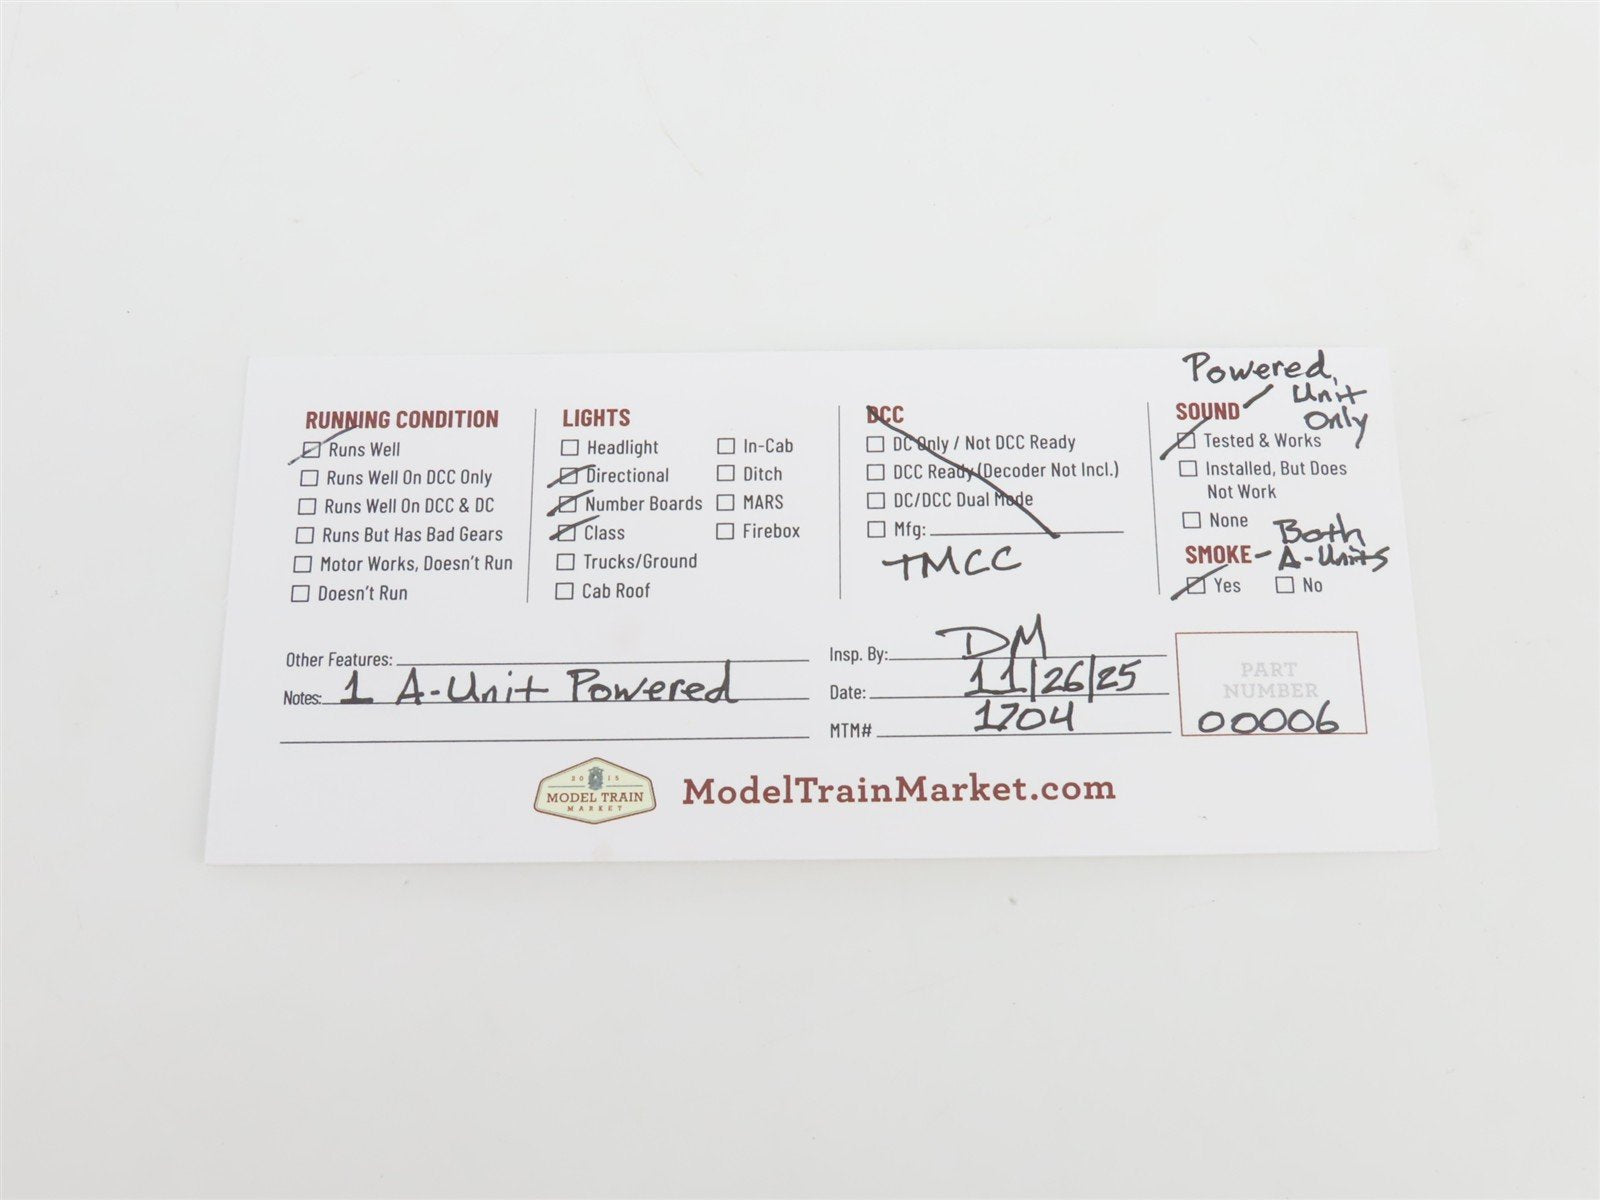 RUNNING CONDITION
Runs Well
Runs Well On DCC Only
Runs Well On DCC & DC
Runs But Has Bad Gears
Motor Works, Doesn't Run
Doesn't Run
LIGHTS
Headlight
Directional
Number Boards
Class
Trucks/Ground
Cab Roof
In-Cab
Ditch
MARS
Firebox
DCC
DC Only / Not DCC Ready
DCC Ready (Decoder Not Incl.)
DC/DCC Dual Mode
Mfg:
TMCC
Powered
Unit
Only
SOUND
Tested & Works
Installed, But Does
Not Work
None
Both
SMOKE - A-Units
Yes No
Other Features:
Notes: 1 A-Unit Powered
Insp. By: DM
Date: 11/26/25
MTM# 1704
PART
NUMBER
00006
2015
MODEL TRAIN
MARKET
ModelTrainMarket.com